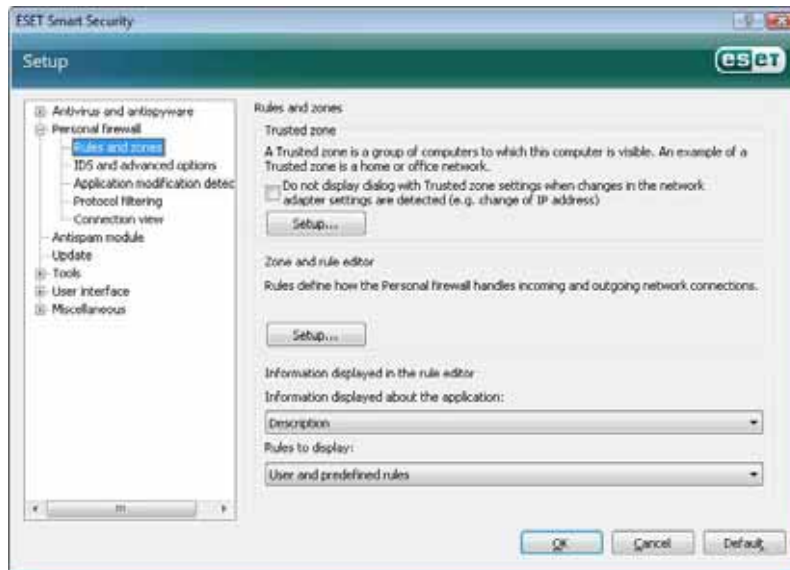 ESET Smart Security
Setup
eset
Antivirus and antispyware
Personal firewall
Rules and zones
IDS and advanced options
Application modification detec
Protocol filtering
Connection view
Antispam module
Update
Tools
User interface
Miscellaneous
Rules and zones
Trusted zone
A Trusted zone is a group of computers to which this computer is visible. An example of a
Trusted zone is a home or office network.
Do not display dialog with Trusted zone settings when changes in the network
adapter settings are detected (e.g. change of IP address)
Setup...
Zone and rule editor
Rules define how the Personal firewall handles incoming and outgoing network connections.
Setup...
Information displayed in the rule editor
Information displayed about the application:
Description
Rules to display:
User and predefined rules
OK
Cancel
Default